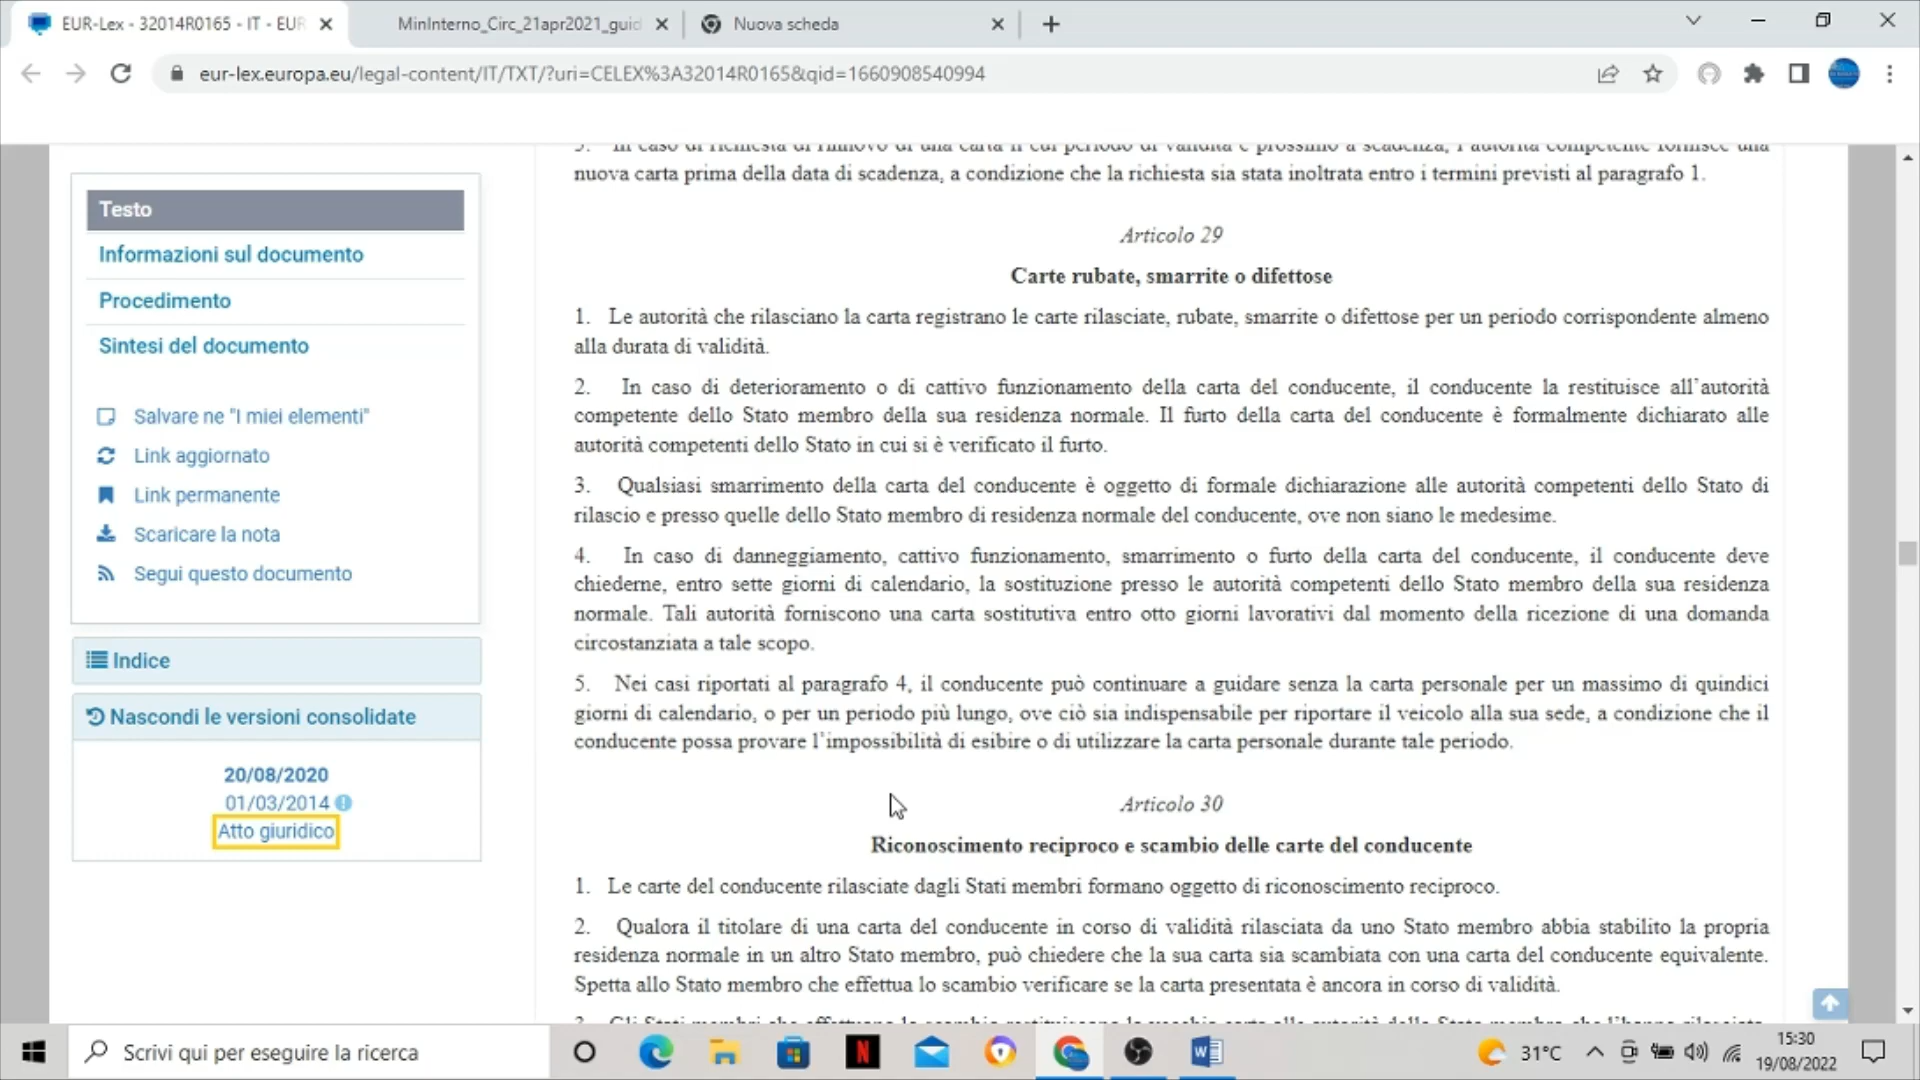 EUR-Lex - 32014R0165 - IT - EUR
MinInterno_Circ_21apr2021_guid
Nuova scheda
eur-lex.europa.eu/legal-content/IT/TXT/?uri=CELEX%3A32014R0165&qid=1660908540994
Testo
Informazioni sul documento
Procedimento
Sintesi del documento
Salvare ne "I miei elementi"
Link aggiornato
Link permanente
Scaricare la nota
Segui questo documento
Indice
Nascondi le versioni consolidate
20/08/2020
01/03/2014
Atto giuridico
In caso di richiesta di rinnovo di una carta il cui periodo di validità è prossimo a scadenza, l'autorità competente fornisce una
nuova carta prima della data di scadenza, a condizione che la richiesta sia stata inoltrata entro i termini previsti al paragrafo 1.
Articolo 29
Carte rubate, smarrite o difettose
1. Le autorità che rilasciano la carta registrano le carte rilasciate, rubate, smarrite o difettose per un periodo corrispondente almeno
alla durata di validità.
2. In caso di deterioramento o di cattivo funzionamento della carta del conducente, il conducente la restituisce all'autorità
competente dello Stato membro della sua residenza normale. Il furto della carta del conducente è formalmente dichiarato alle
autorità competenti dello Stato in cui si è verificato il furto.
3. Qualsiasi smarrimento della carta del conducente è oggetto di formale dichiarazione alle autorità competenti dello Stato di
rilascio e presso quelle dello Stato membro di residenza normale del conducente, ove non siano le medesime.
4. In caso di danneggiamento, cattivo funzionamento, smarrimento o furto della carta del conducente, il conducente deve
chiederne, entro sette giorni di calendario, la sostituzione presso le autorità competenti dello Stato membro della sua residenza
normale. Tali autorità forniscono una carta sostitutiva entro otto giorni lavorativi dal momento della ricezione di una domanda
circostanziata a tale scopo.
5. Nei casi riportati al paragrafo 4, il conducente può continuare a guidare senza la carta personale per un massimo di quindici
giorni di calendario, o per un periodo più lungo, ove ciò sia indispensabile per riportare il veicolo alla sua sede, a condizione che il
conducente possa provare l'impossibilità di esibire o di utilizzare la carta personale durante tale periodo.
Articolo 30
Riconoscimento reciproco e scambio delle carte del conducente
1. Le carte del conducente rilasciate dagli Stati membri formano oggetto di riconoscimento reciproco.
2. Qualora il titolare di una carta del conducente in corso di validità rilasciata da uno Stato membro abbia stabilito la propria
residenza normale in un altro Stato membro, può chiedere che la sua carta sia scambiata con una carta del conducente equivalente.
Spetta allo Stato membro che effettua lo scambio verificare se la carta presentata è ancora in corso di validità.
Scrivi qui per eseguire la ricerca
31°C
15:30
19/08/2022